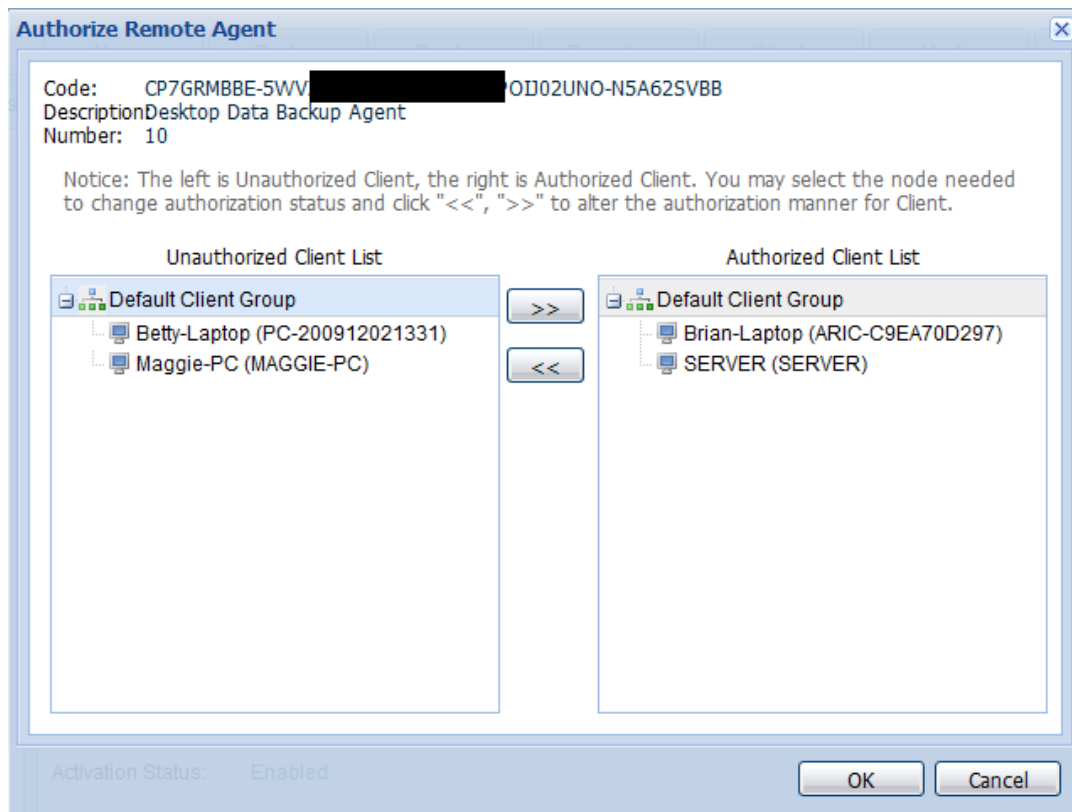 Authorize Remote Agent
Code: CP7GRMBBE-5WV OIJ02UNO-N5A62SVBB
Description: Desktop Data Backup Agent
Number: 10
Notice: The left is Unauthorized Client, the right is Authorized Client. You may select the node needed
to change authorization status and click "<<", ">>" to alter the authorization manner for Client.
Unauthorized Client List
Authorized Client List
Default Client Group
Betty-Laptop (PC-200912021331)
Maggie-PC (MAGGIE-PC)
>>
<<
Default Client Group
Brian-Laptop (ARIC-C9EA70D297)
SERVER (SERVER)
Activation Status: Enabled
OK
Cancel